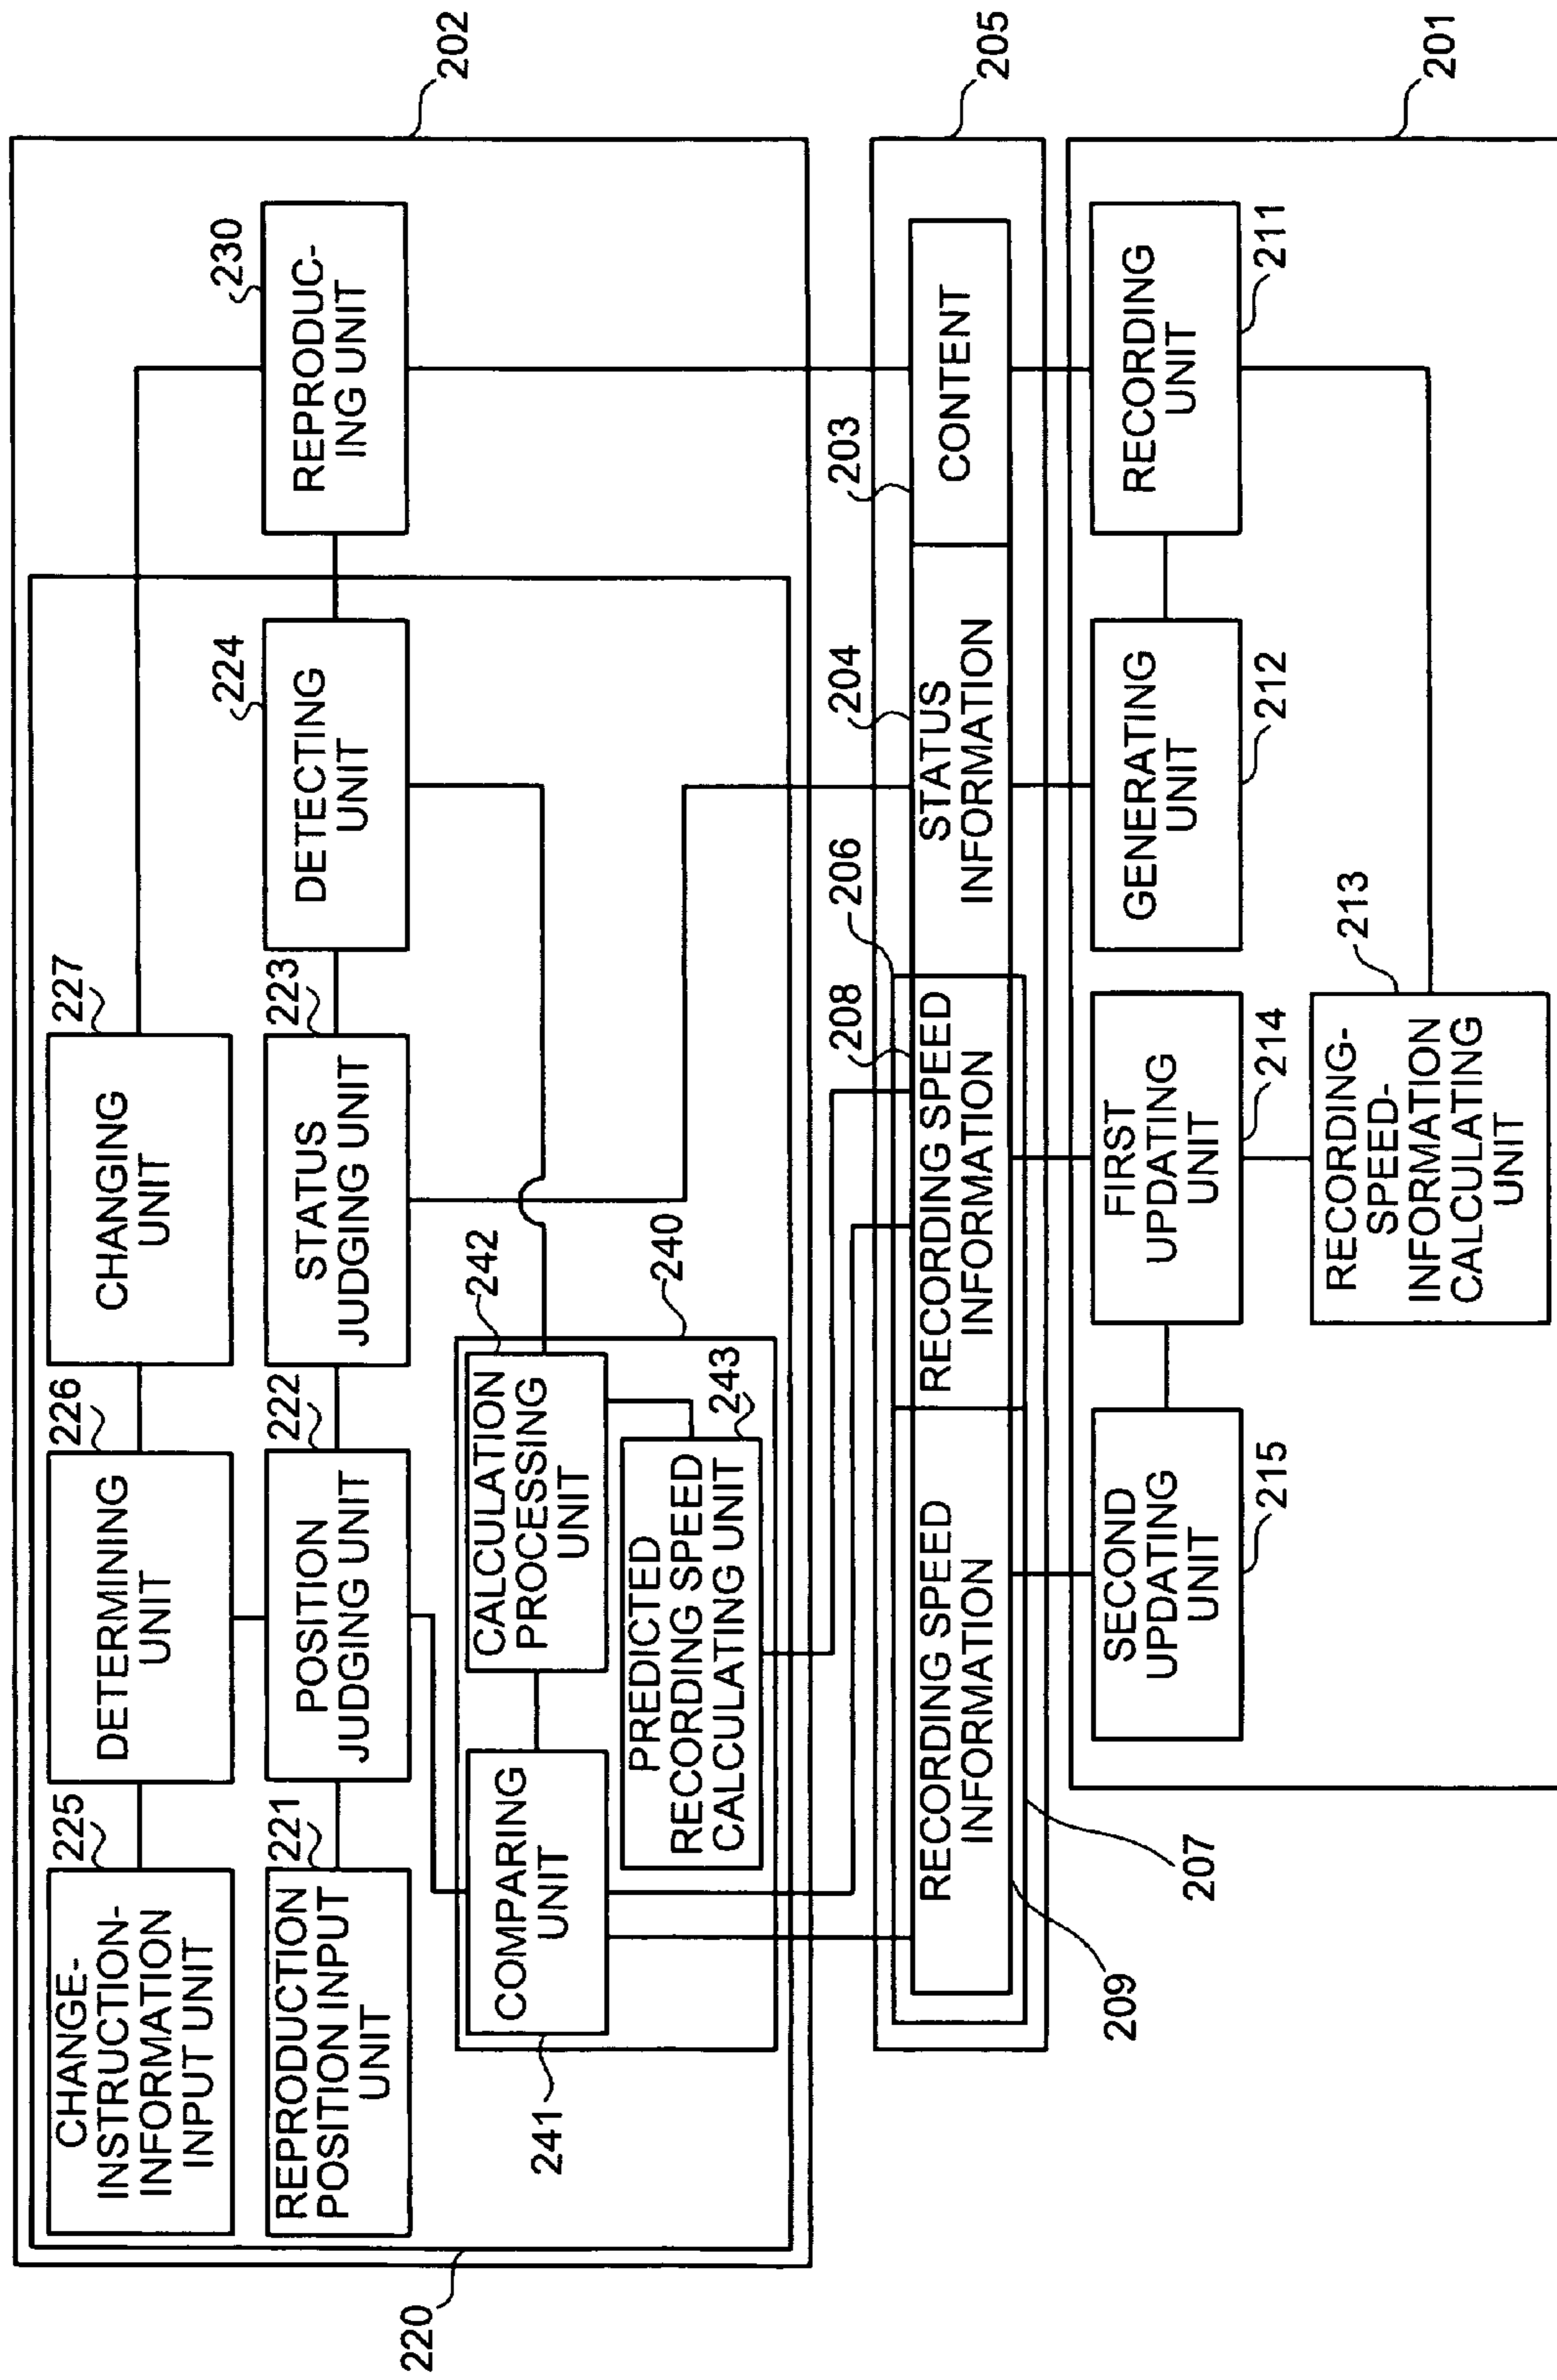 202
220
225
CHANGE-
INSTRUCTION-
INFORMATION
INPUT UNIT
226
DETERMINING
UNIT
227
CHANGING
UNIT
221
REPRODUCTION
POSITION INPUT
UNIT
222
POSITION
JUDGING UNIT
223
STATUS
JUDGING UNIT
224
DETECTING
UNIT
230
REPRODUC-
ING UNIT
240
241
COMPARING
UNIT
242
CALCULATION
PROCESSING
UNIT
243
PREDICTED
RECORDING SPEED
CALCULATING UNIT
205
209
207
RECORDING SPEED
INFORMATION
208
206
RECORDING SPEED
INFORMATION
204
STATUS
INFORMATION
203
CONTENT
201
SECOND
UPDATING
UNIT
215
FIRST
UPDATING
UNIT
214
GENERATING
UNIT
212
RECORDING
UNIT
211
213
RECORDING-
SPEED-
INFORMATION
CALCULATING
UNIT